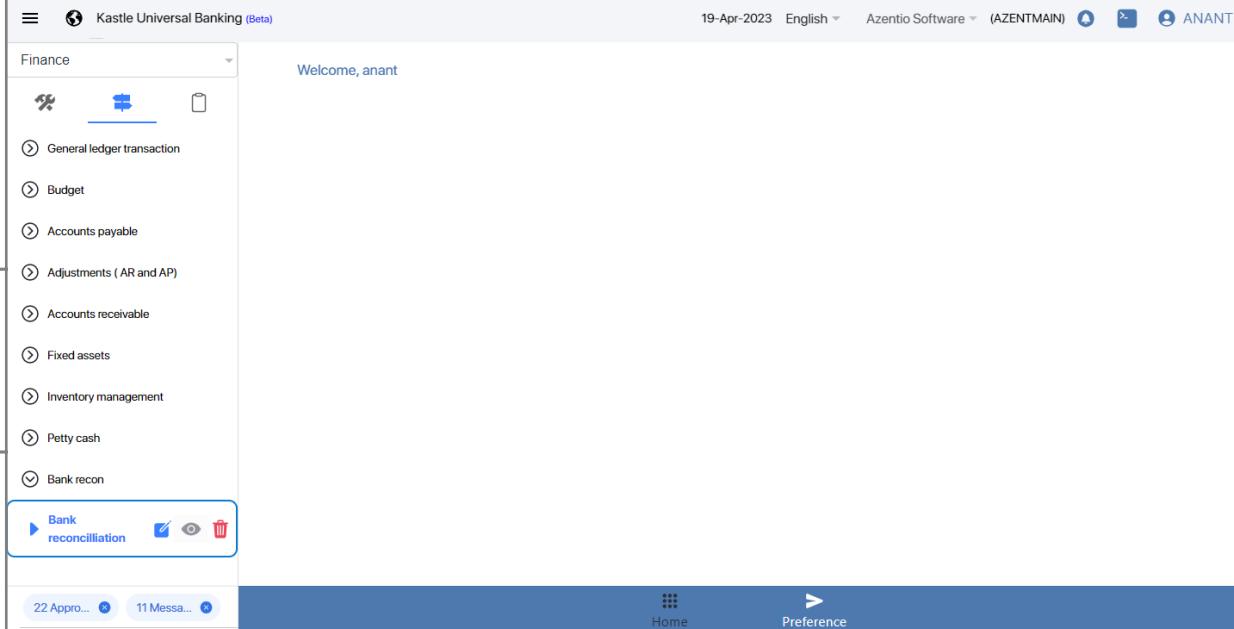 Kastle Universal Banking (Beta)
19-Apr-2023 English Azentio Software (AZENTMAIN) ANANT
Finance
Welcome, anant
General ledger transaction
Budget
Accounts payable
Adjustments ( AR and AP)
Accounts receivable
Fixed assets
Inventory management
Petty cash
Bank recon
Bank
reconcilliation
22 Appro... 11 Messa...
Home Preference